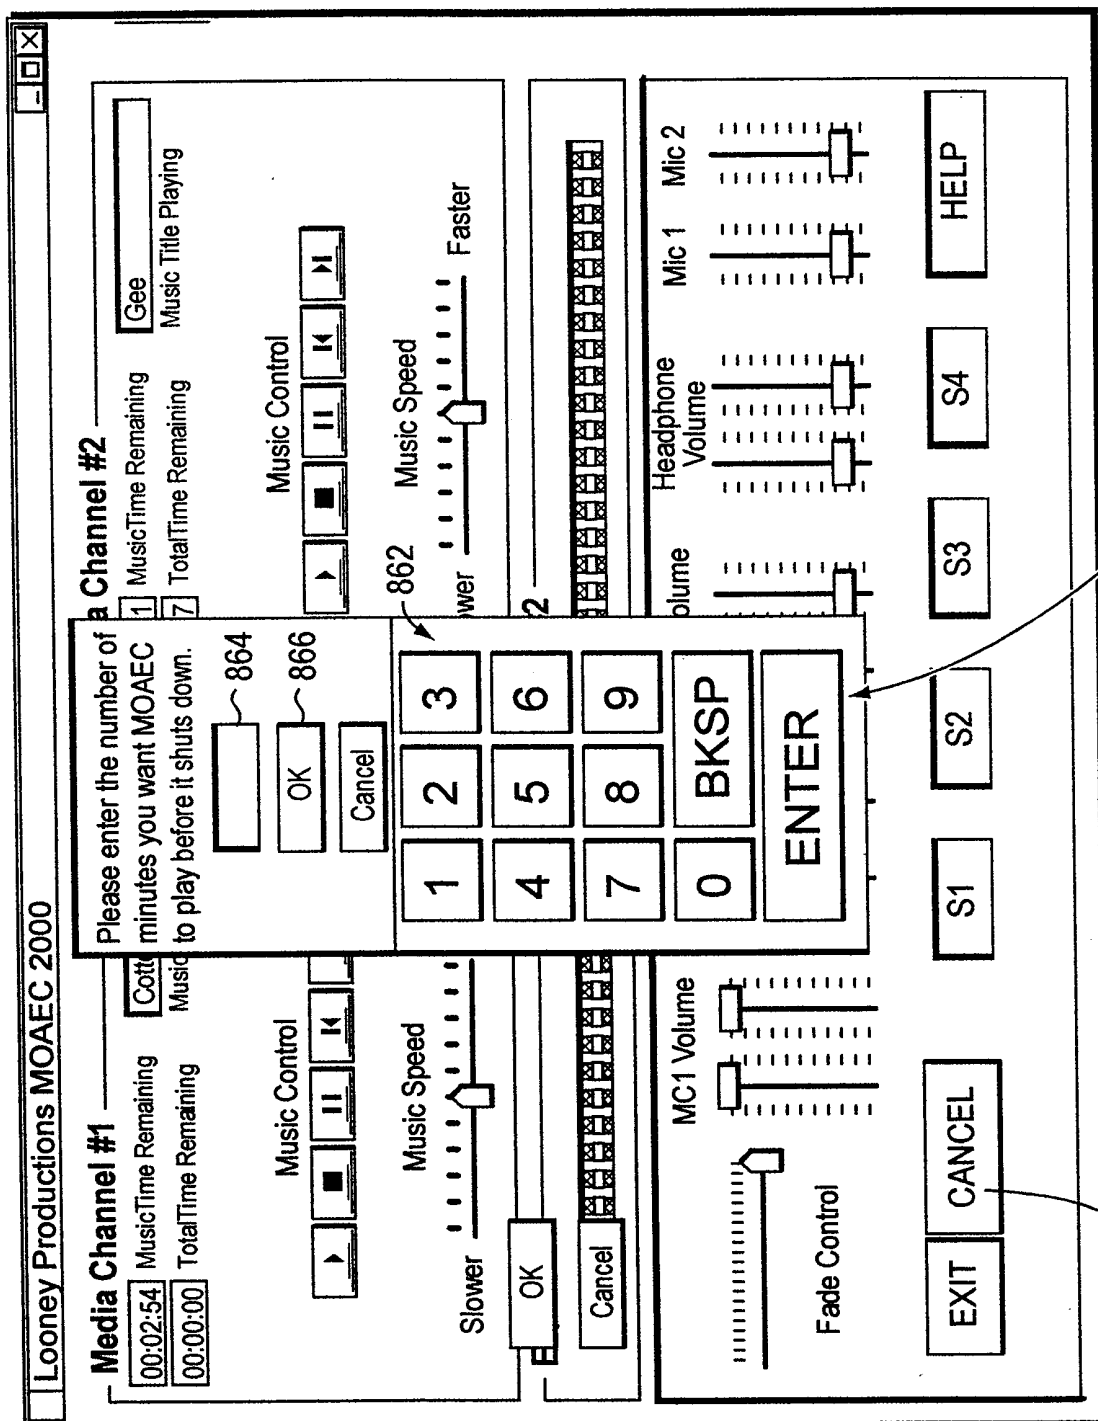 Looney Productions MOAEC 2000
Media Channel #1
00:02:54 MusicTime Remaining
00:00:00 TotalTime Remaining
Cotto
Music
Music Control
Music Speed
Slower
OK
Cancel
Please enter the number of
minutes you want MOAEC
to play before it shuts down.
864
OK
866
Cancel
862
1 2 3
4 5 6
7 8 9
0 BKSP
ENTER
a Channel #2
1 MusicTime Remaining
7 TotalTime Remaining
Gee
Music Title Playing
Music Control
Music Speed
wer
Faster
2
Fade Control
MC1 Volume
olume
Headphone
Volume
Mic 1
Mic 2
EXIT
CANCEL
S1
S2
S3
S4
HELP